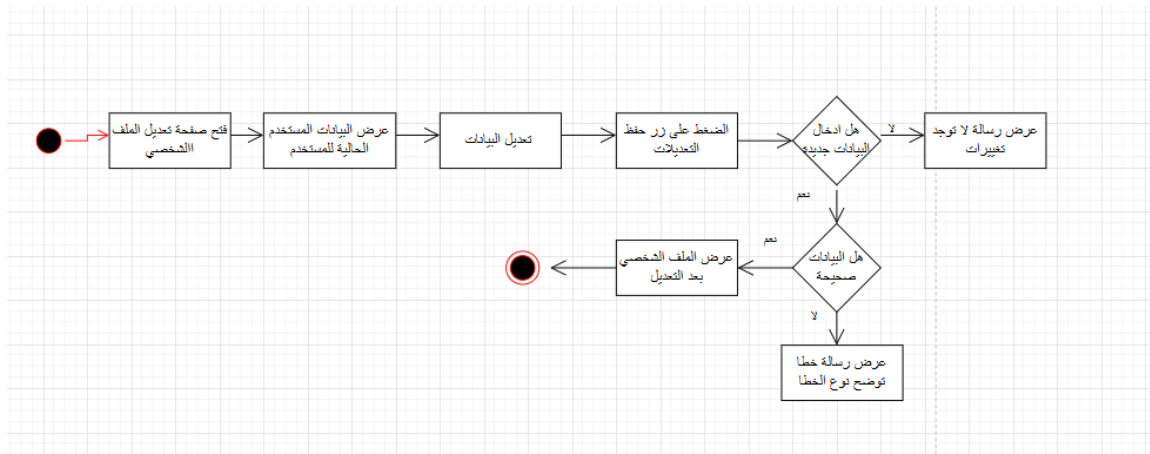 فتح صفحة تعديل الملف
االشخصي
عرض البيانات المستخدم
الحالية للمستخدم
تعديل البيانات
الضغط على زر حفظ
التعديلات
هل ادخال
البيانات جديدة
لا
عرض رسالة لا توجد
تغييرات
نعم
هل البيانات
صحيحة
نعم
عرض الملف الشخصي
بعد التعديل
لا
عرض رسالة خطا
توضح نوع الخطا